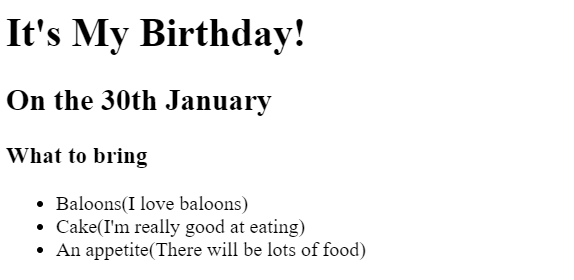 It's My Birthday!
On the 30th January
What to bring
• Baloons(I love baloons)
• Cake(I'm really good at eating)
• An appetite(There will be lots of food)